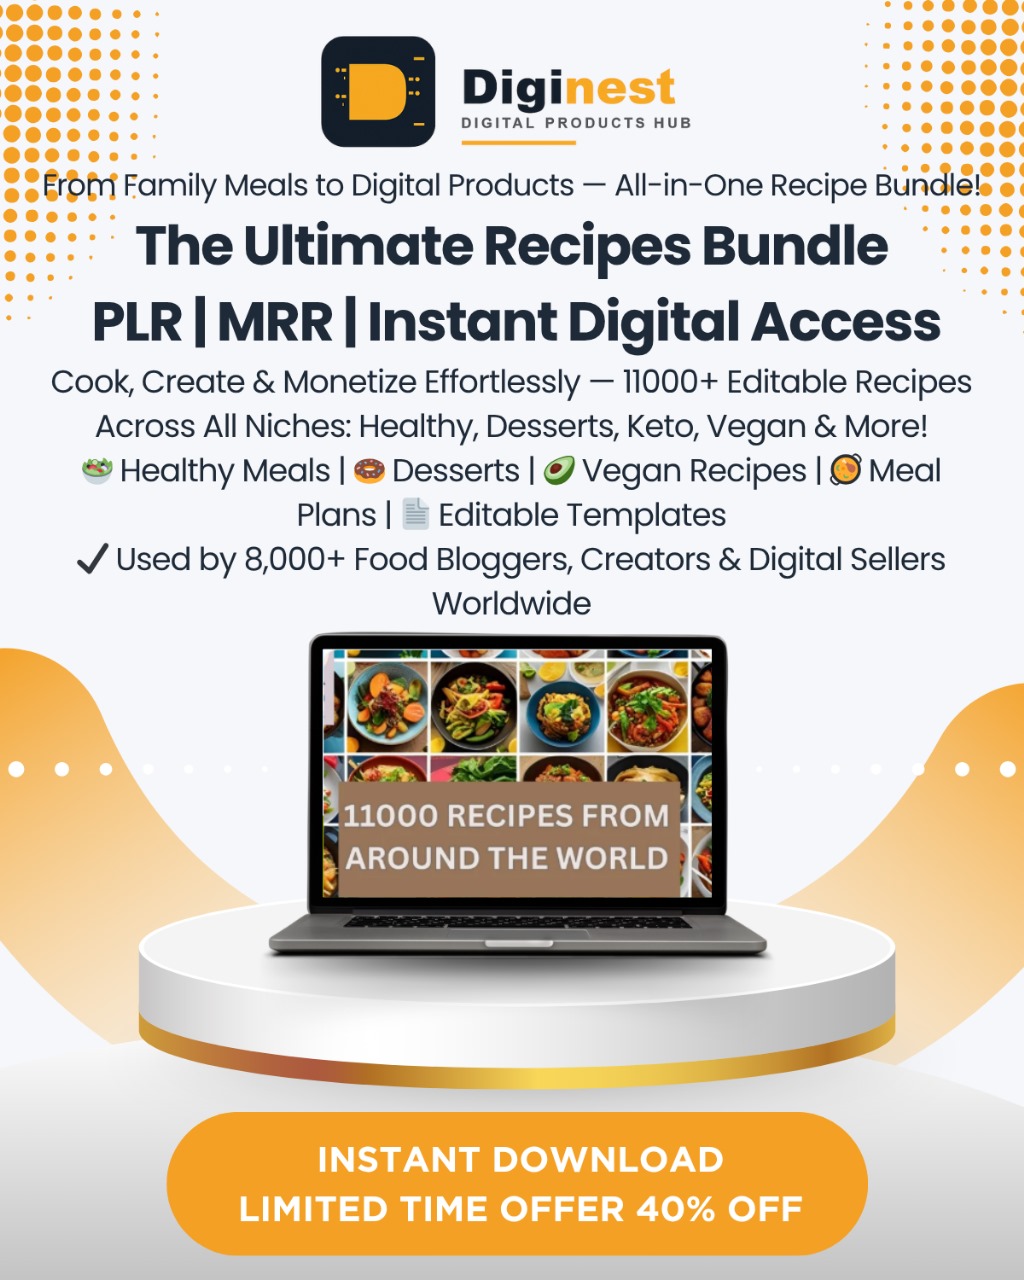 Diginest
DIGITAL PRODUCTS HUB
From Family Meals to Digital Products — All-in-One Recipe Bundle!
The Ultimate Recipes Bundle
PLR | MRR | Instant Digital Access
Cook, Create & Monetize Effortlessly — 11000+ Editable Recipes
Across All Niches: Healthy, Desserts, Keto, Vegan & More!
🥗 Healthy Meals | 🍩 Desserts | 🥑 Vegan Recipes | 🥘 Meal
Plans | 📄 Editable Templates
✔ Used by 8,000+ Food Bloggers, Creators & Digital Sellers
Worldwide
11000 RECIPES FROM
AROUND THE WORLD
INSTANT DOWNLOAD
LIMITED TIME OFFER 40% OFF